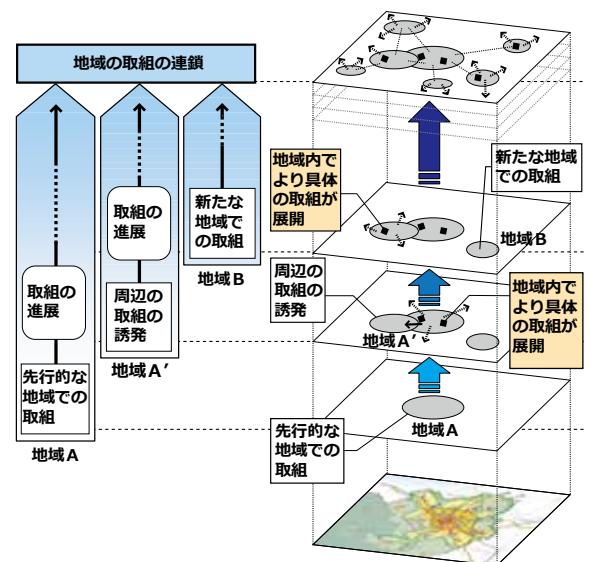 地域の取組の連鎖
取組の
進展
先行的な
地域での
取組
地域A
取組の
進展
周辺の
取組の
誘発
地域A′
新たな
地域で
の取組
地域B
地域内で
より具体
の取組が
展開
新たな地域
での取組
地域B
周辺の
取組の
誘発
地域A′
地域内で
より具体
の取組が
展開
先行的な
地域での
取組
地域A